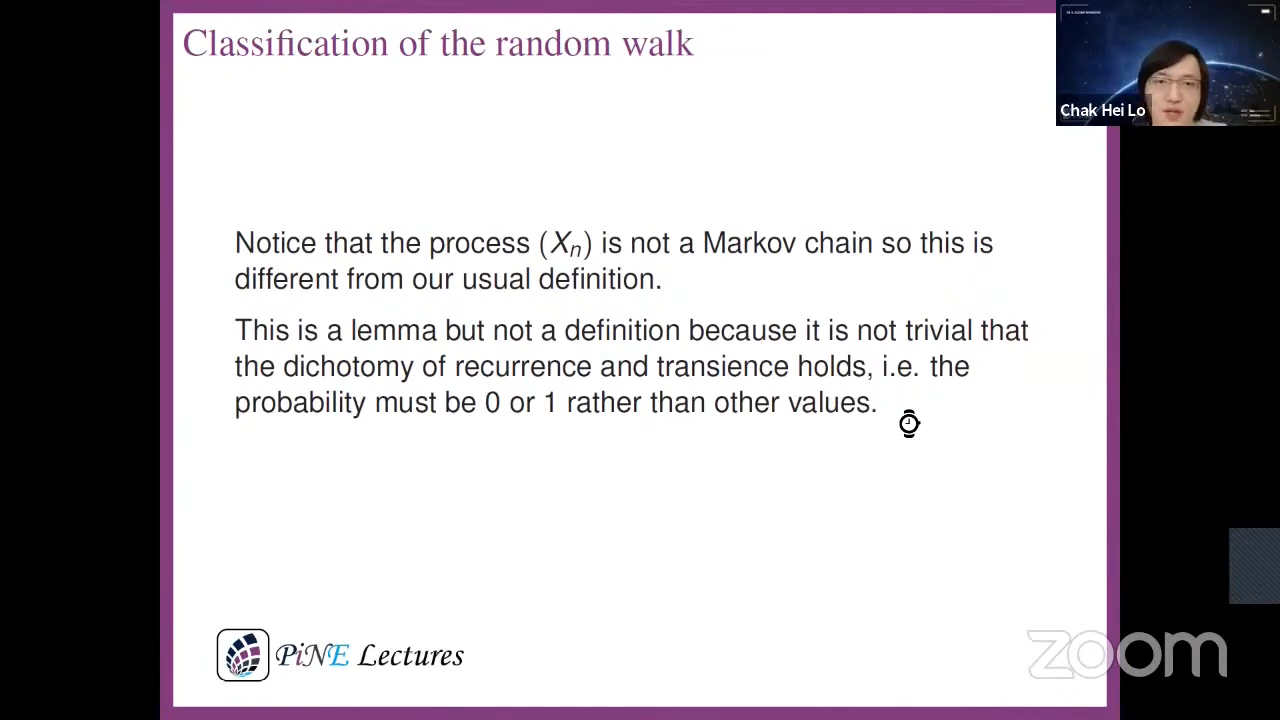 Classification of the random walk
Chak Hei Lo
Notice that the process (Xₙ) is not a Markov chain so this is
different from our usual definition.
This is a lemma but not a definition because it is not trivial that
the dichotomy of recurrence and transience holds, i.e. the
probability must be 0 or 1 rather than other values.
PiNE Lectures
zoom